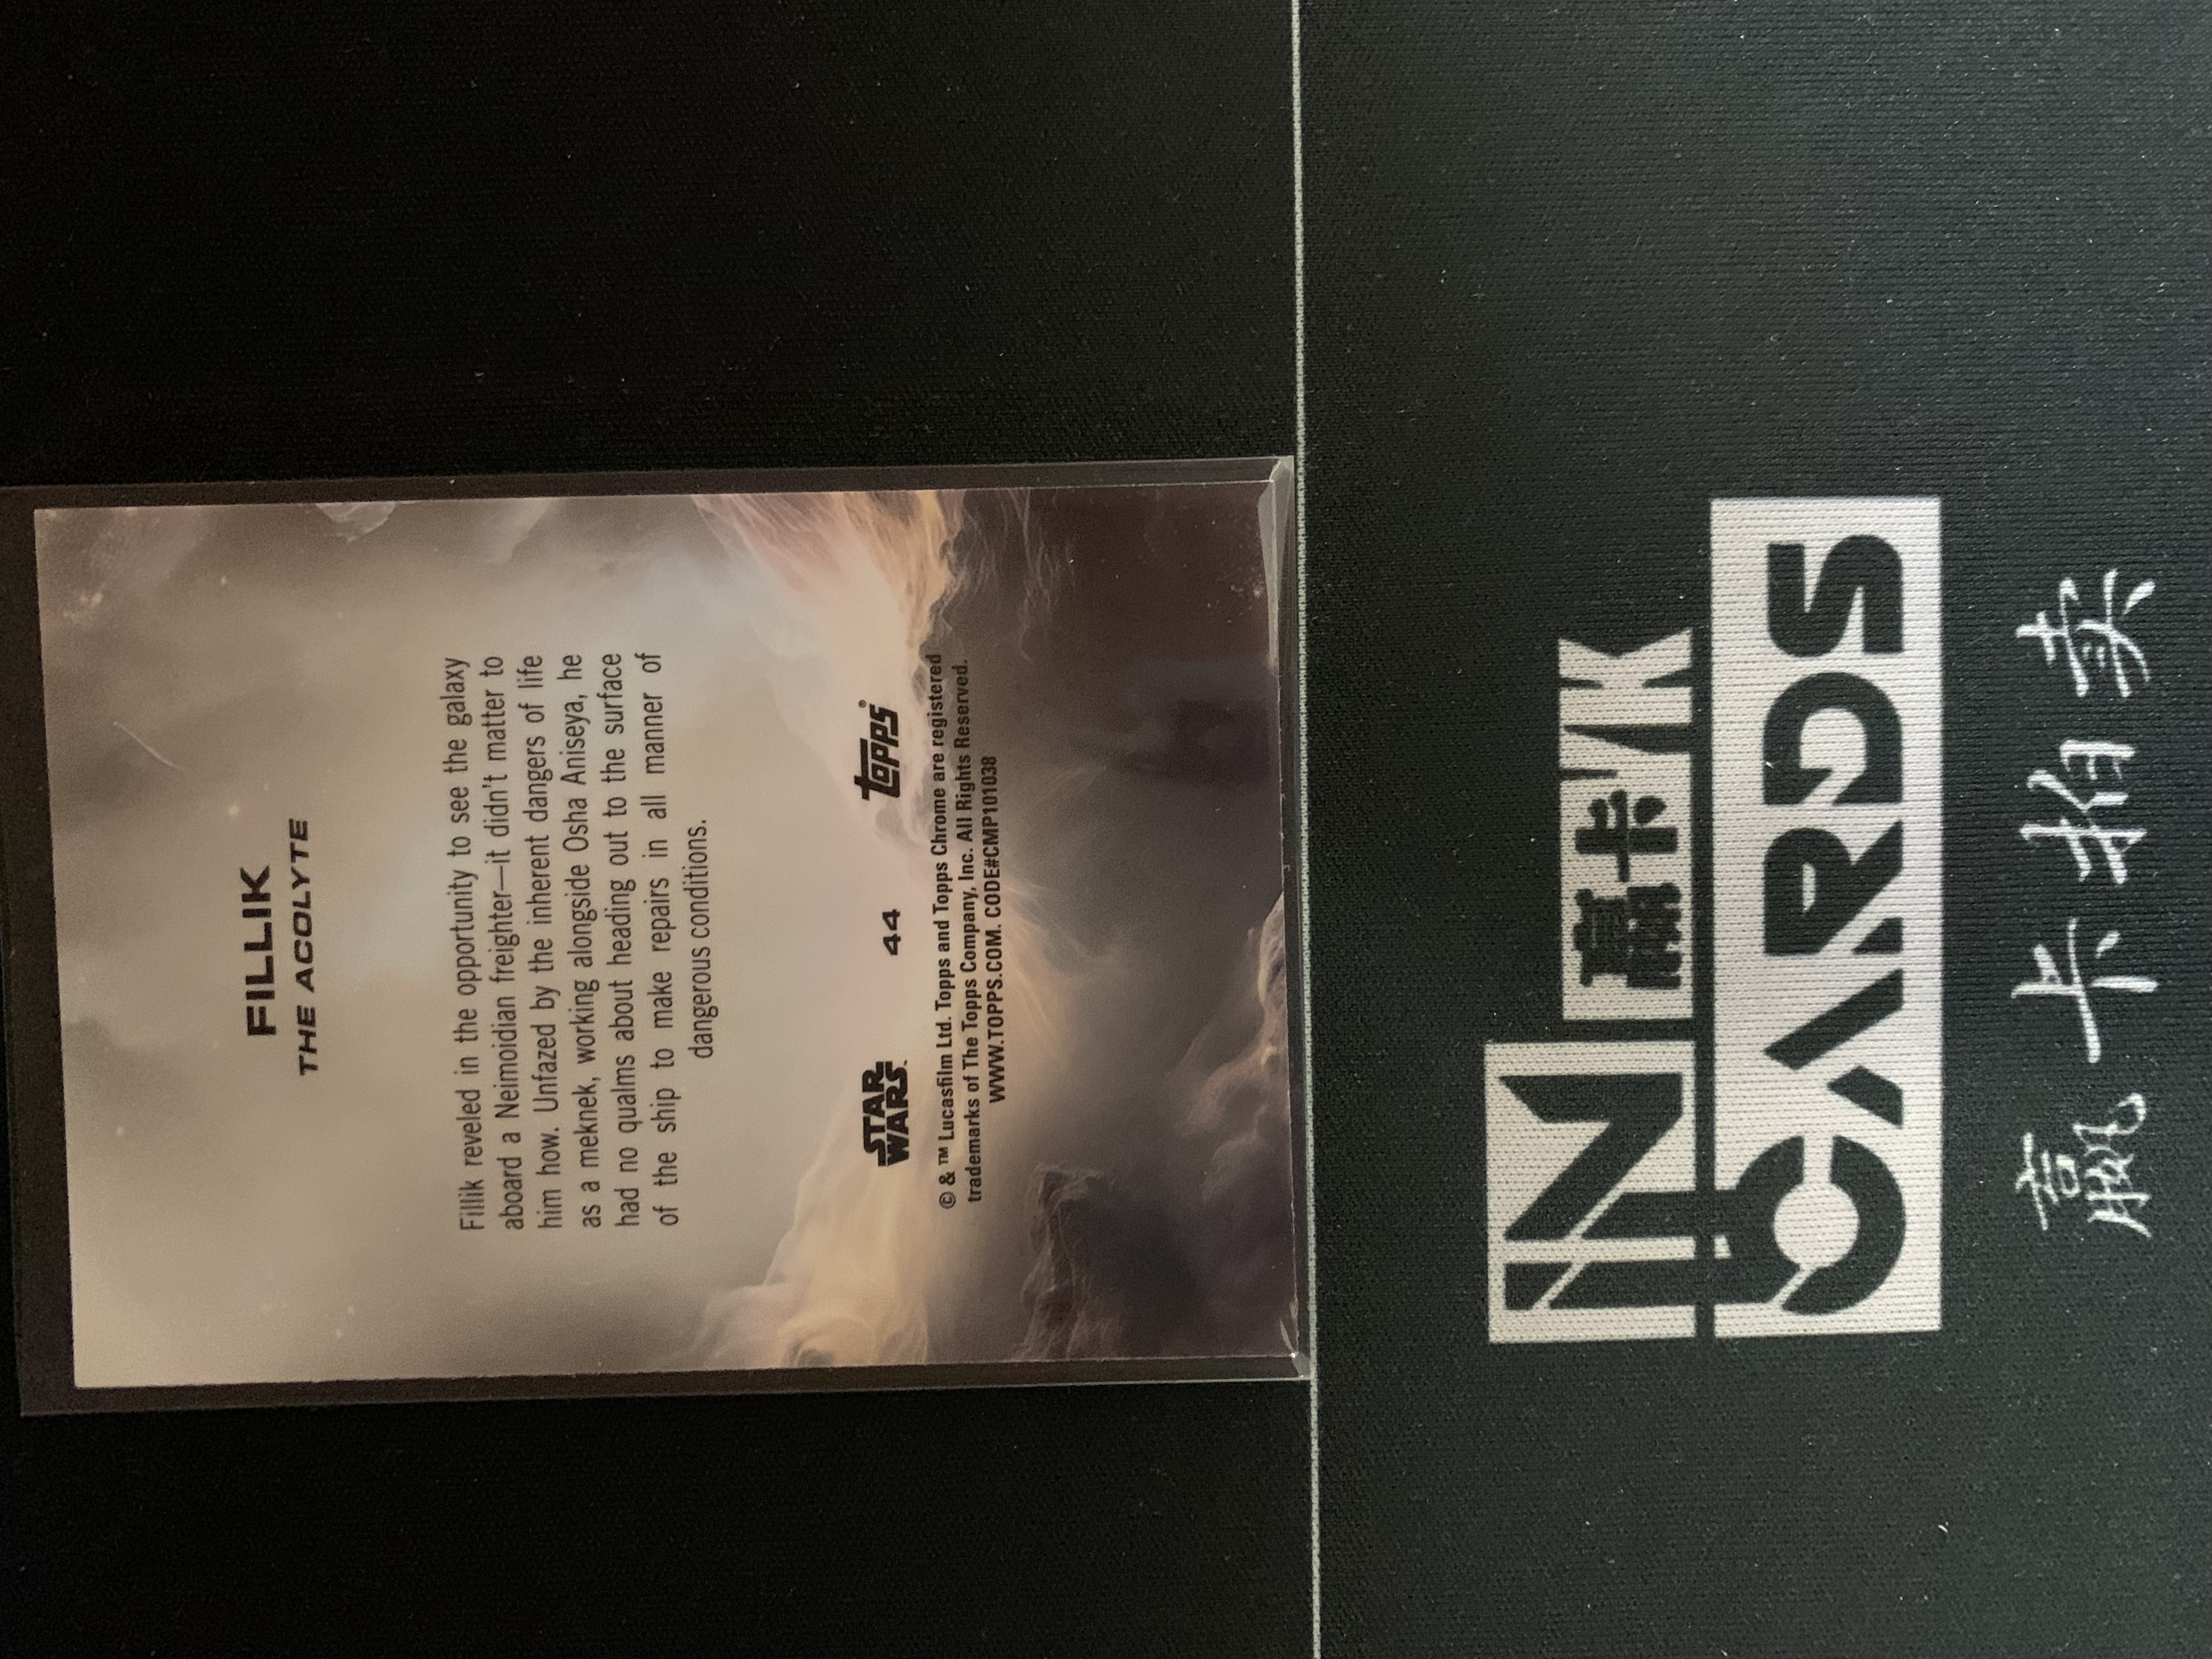 FILLIK
THE ACOLYTE
Fillik reveled in the opportunity to see the galaxy
aboard a Neimoidian freighter—it didn't matter to
him how. Unfazed by the inherent dangers of life
as a meknek, working alongside Osha Aniseya, he
had no qualms about heading out to the surface
of the ship to make repairs in all manner of
dangerous conditions.
STAR WARS. 44 topps®
© & ™ Lucasfilm Ltd. Topps and Topps Chrome are registered
trademarks of The Topps Company, Inc. All Rights Reserved.
WWW.TOPPS.COM. CODE#CMP101038
IN 赢卡 VK
CARDS
赢卡拍卖